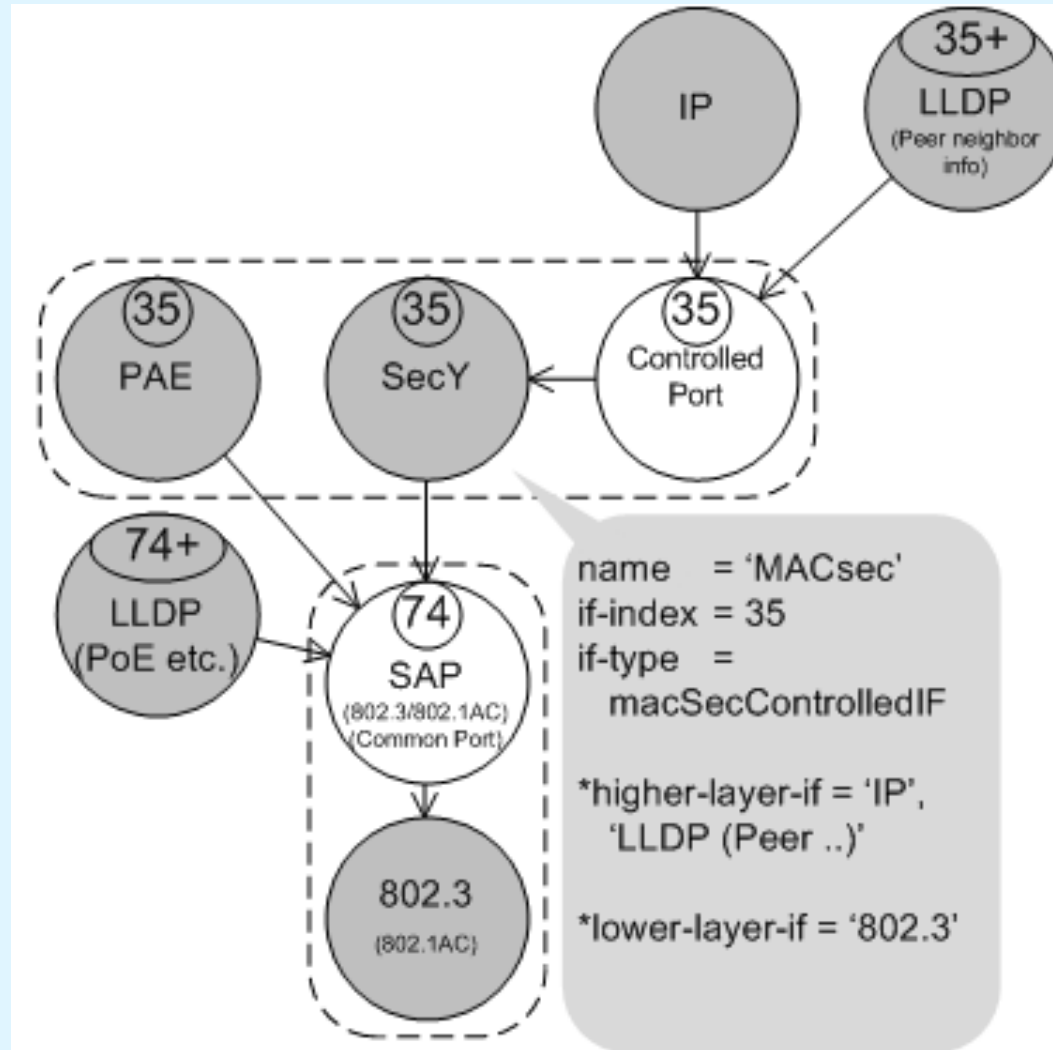 IP
35+
LLDP
(Peer neighbor
info)
35
PAE
35
SecY
35
Controlled
Port
74+
LLDP
(PoE etc.)
74
SAP
(802.3/802.1AC)
(Common Port)
802.3
(802.1AC)
name = ‘MACsec’
if-index = 35
if-type =
macSecControlledIF
*higher-layer-if = ‘IP’,
‘LLDP (Peer ..)’
*lower-layer-if = ‘802.3’